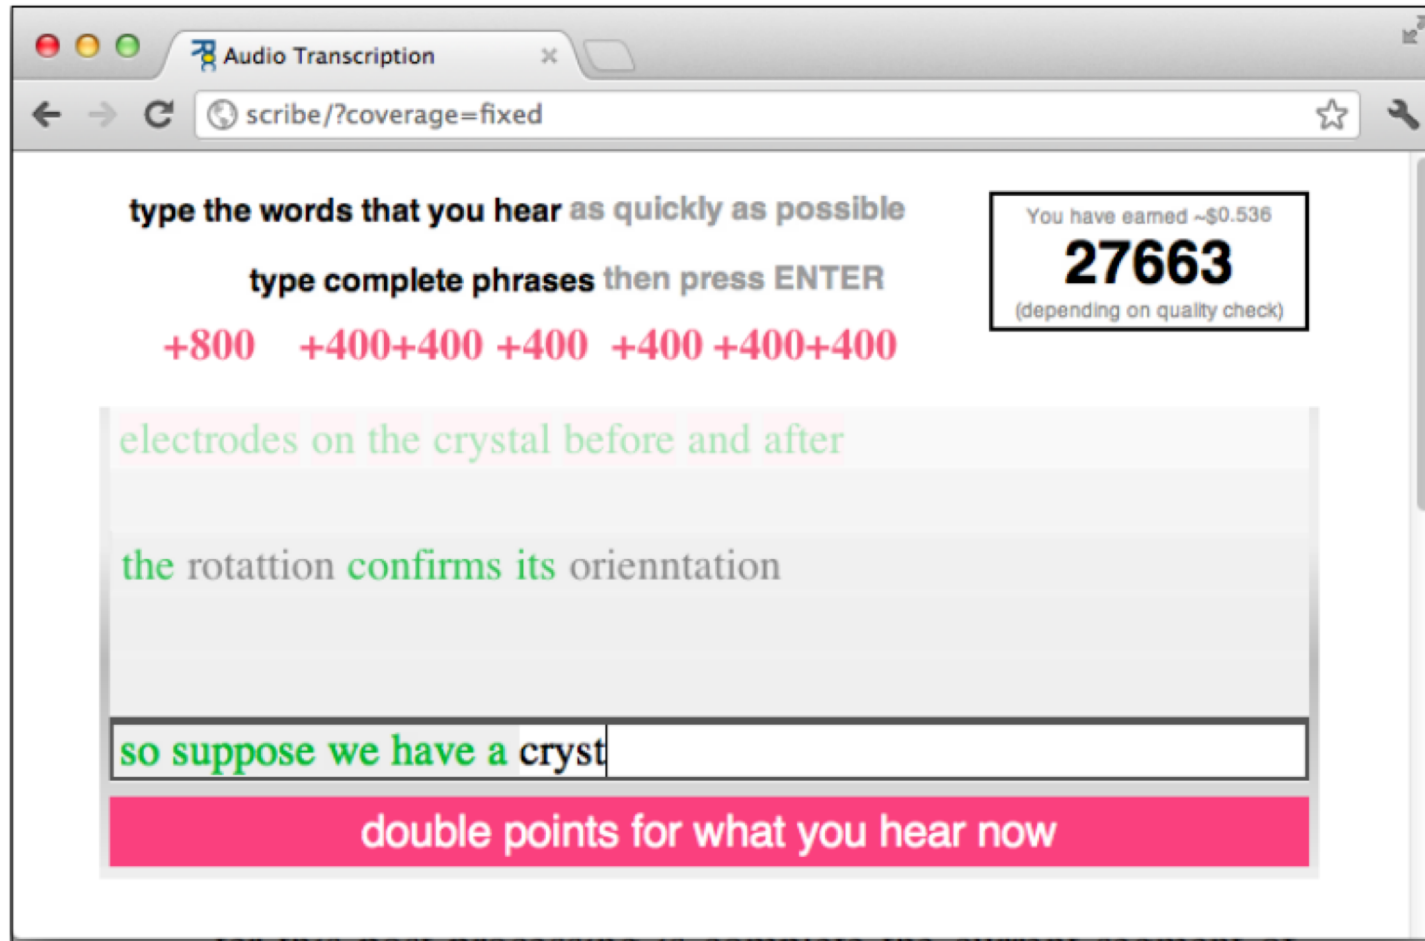 Audio Transcription
scribe/?coverage=fixed
type the words that you hear as quickly as possible
type complete phrases then press ENTER
+800 +400+400 +400 +400 +400+400
You have earned ~$0.536
27663
(depending on quality check)
electrodes on the crystal before and after
the rotattion confirms its orienntation
so suppose we have a cryst
double points for what you hear now